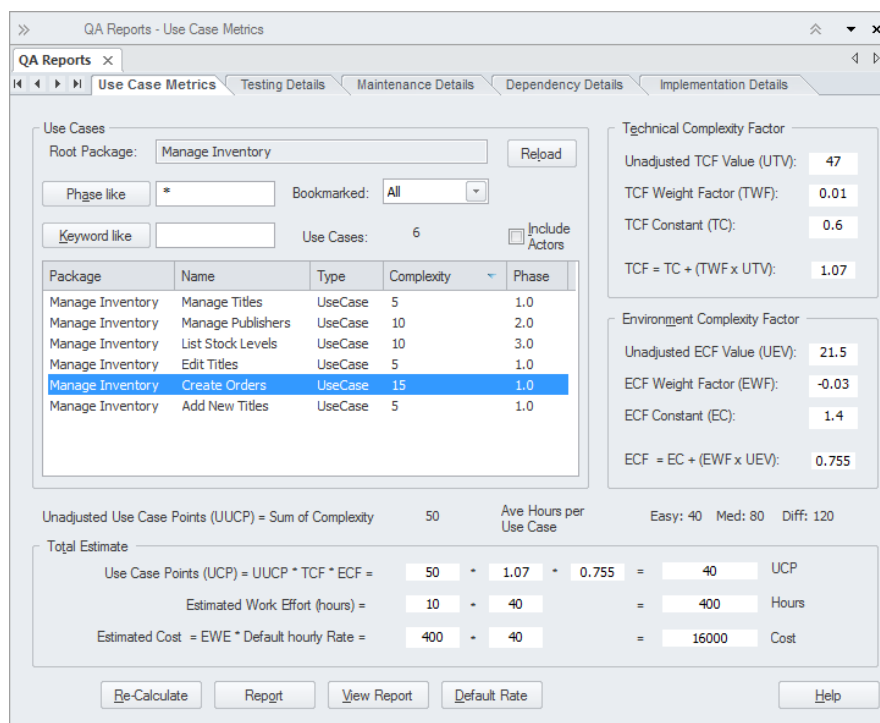 QA Reports - Use Case Metrics
QA Reports
Use Case Metrics Testing Details Maintenance Details Dependency Details Implementation Details
Use Cases
Root Package: Manage Inventory Reload
Phase like * Bookmarked: All
Keyword like Use Cases: 6 Include Actors
Package Name Type Complexity Phase
Manage Inventory Manage Titles UseCase 5 1.0
Manage Inventory Manage Publishers UseCase 10 2.0
Manage Inventory List Stock Levels UseCase 10 3.0
Manage Inventory Edit Titles UseCase 5 1.0
Manage Inventory Create Orders UseCase 15 1.0
Manage Inventory Add New Titles UseCase 5 1.0
Technical Complexity Factor
Unadjusted TCF Value (UTV): 47
TCF Weight Factor (TWF): 0.01
TCF Constant (TC): 0.6
TCF = TC + (TWF x UTV): 1.07
Environment Complexity Factor
Unadjusted ECF Value (UEV): 21.5
ECF Weight Factor (EWF): -0.03
ECF Constant (EC): 1.4
ECF = EC + (EWF x UEV): 0.755
Unadjusted Use Case Points (UUCP) = Sum of Complexity 50 Ave Hours per Use Case Easy: 40 Med: 80 Diff: 120
Total Estimate
Use Case Points (UCP) = UUCP * TCF * ECF = 50 * 1.07 * 0.755 = 40 UCP
Estimated Work Effort (hours) = 10 * 40 = 400 Hours
Estimated Cost = EWE * Default hourly Rate = 400 * 40 = 16000 Cost
Re-Calculate Report View Report Default Rate Help